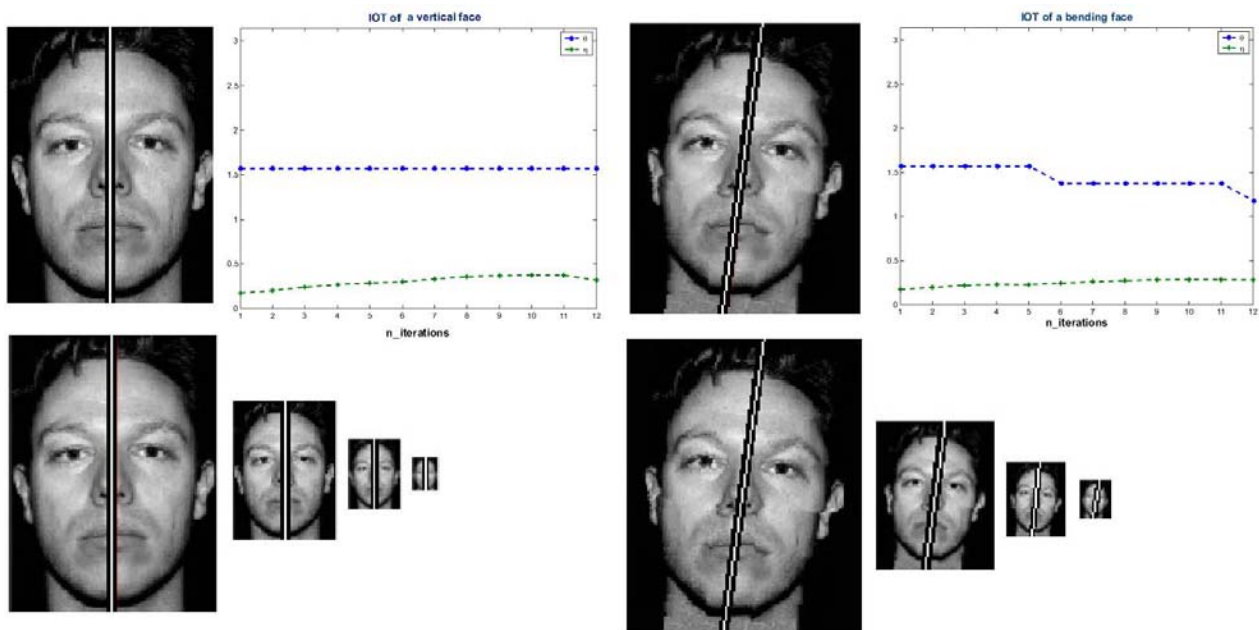 IOT of a vertical face
θ
η
3
2.5
2
1.5
1
0.5
0
1 2 3 4 5 6 7 8 9 10 11 12
n_iterations
IOT of a bending face
θ
η
3
2.5
2
1.5
1
0.5
0
1 2 3 4 5 6 7 8 9 10 11 12
n_iterations